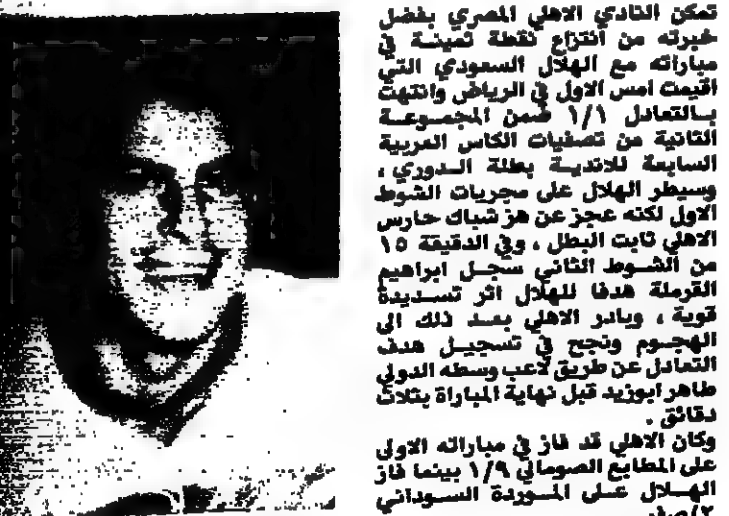 تمكن النادي الاهلي المصري بفضل
خبرته من انتزاع نقطة ثمينة في
مباراته مع الهلال السعودي التي
اقيمت امس الاول في الرياض وانتهت
بالتعادل ١/١ ضمن المجموعة
الثانية من تصفيات الكاس العربية
السابعة للاندية بطلة الدوري ،
وسيطر الهلال على مجريات الشوط
الاول لكنه عجز عن هز شباك حارس
الاهلي ثابت البطل ، وفي الدقيقة ١٥
من الشوط الثاني سجل ابراهيم
القرملة هدفا للهلال اثر تسديدة
قوية ، وبادر الاهلي بعد ذلك الى
الهجوم ونجح في تسجيل هدف
التعادل عن طريق لاعب وسطه الدولي
طاهر ابوزيد قبل نهاية المباراة بثلاث
دقائق .
وكان الاهلي قد فاز في مباراته الاولى
على المطابع الصومالي ١/٩ بينما فاز
الهلال على الموردة السوداني
٢/صفر